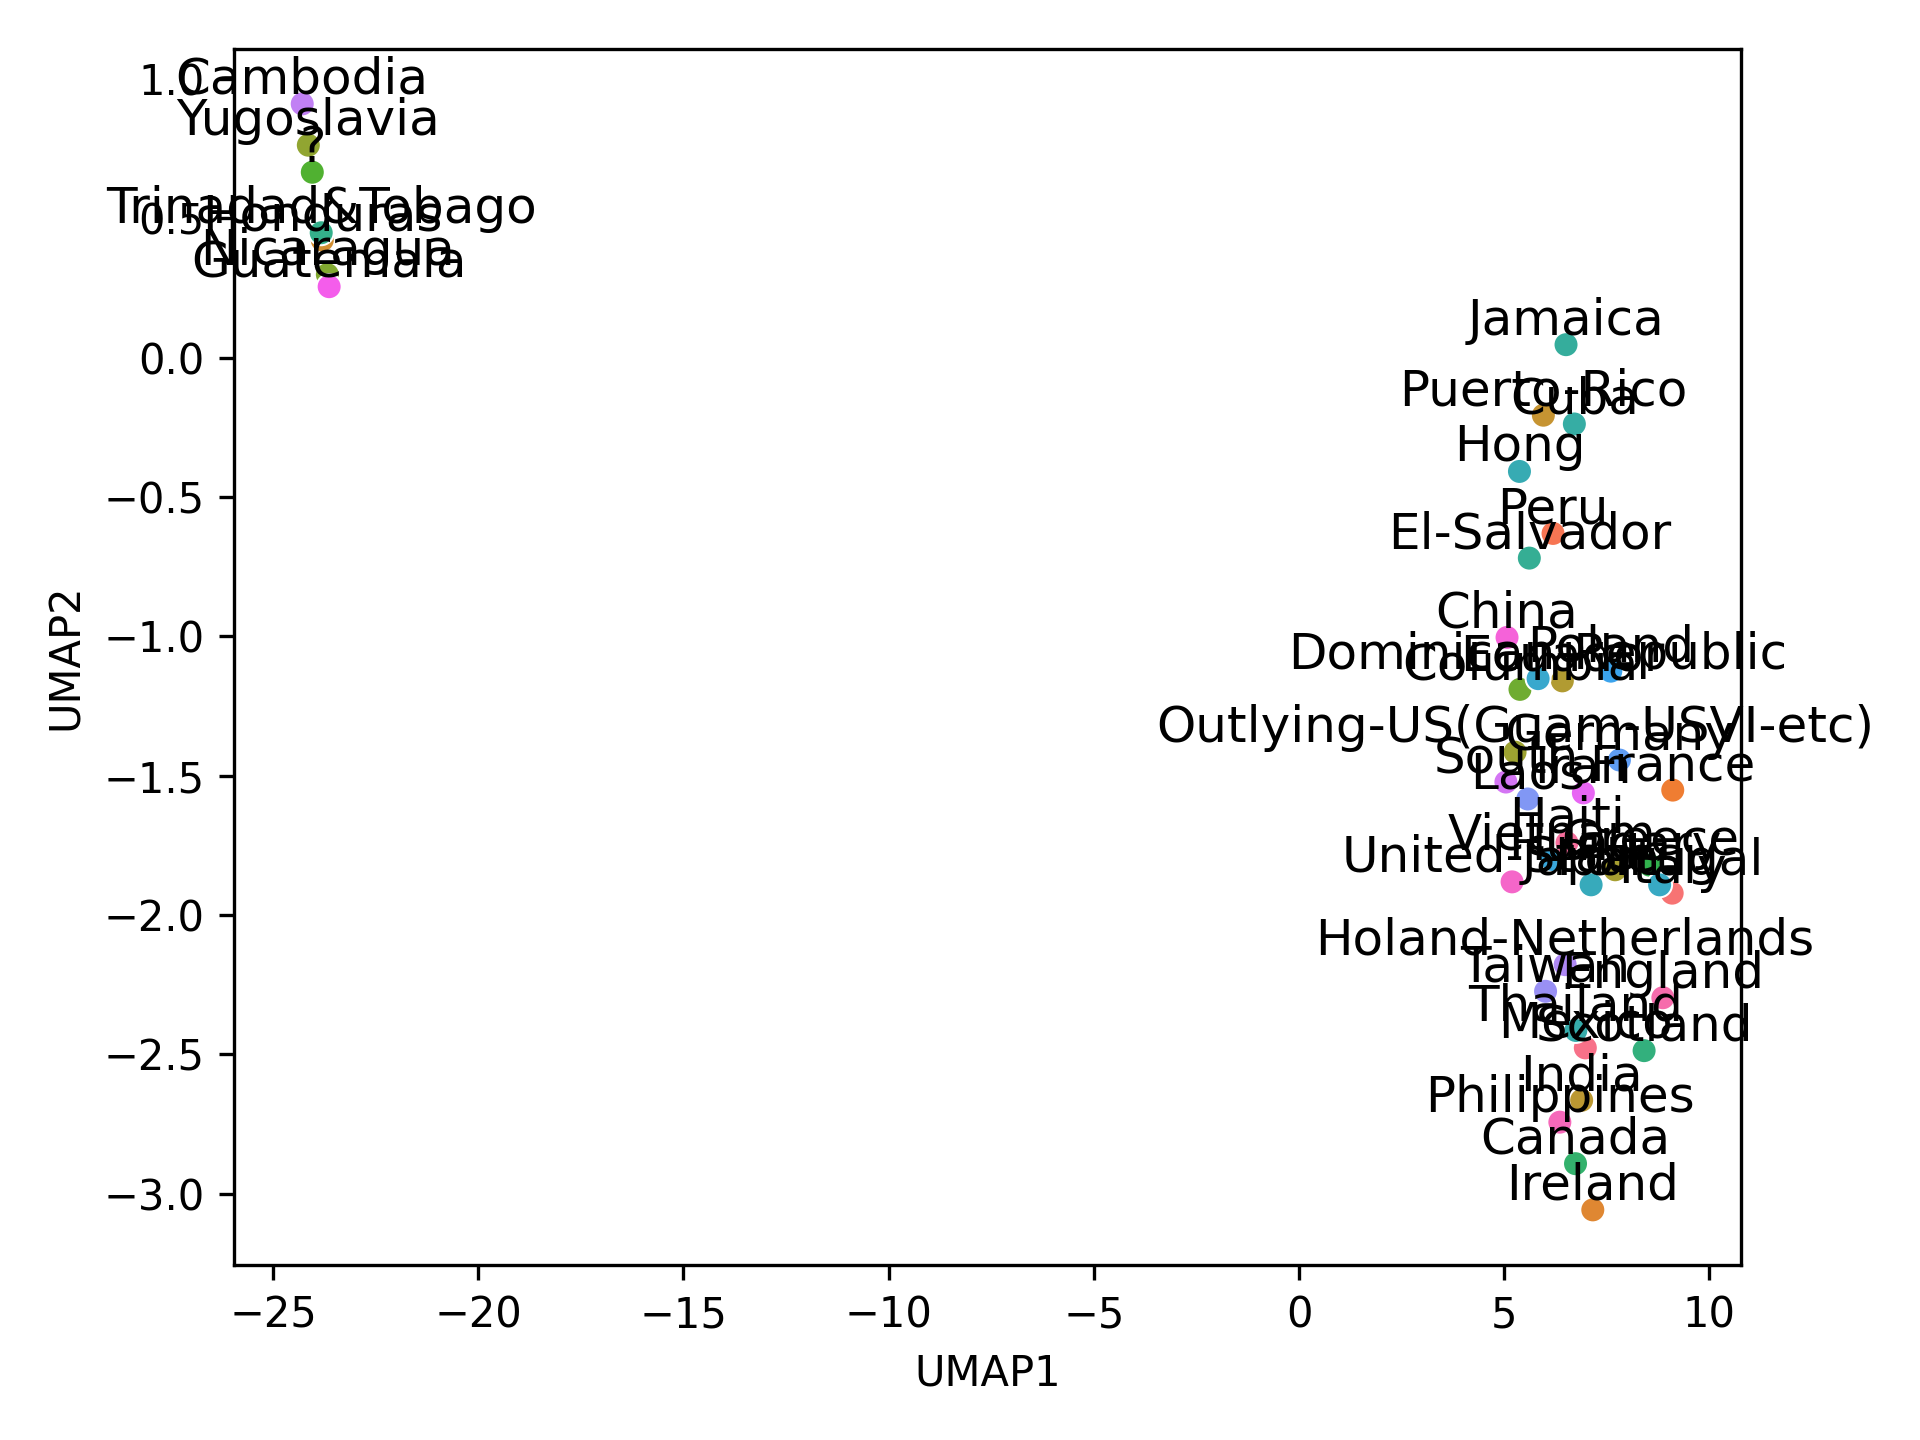 1.0
Cambodia
Yugoslavia
?
Trinadad&Tobago
0.5
Honduras
Nicaragua
Guatemala
Jamaica
0.0
Puerto-Rico
Cuba
Hong
−0.5
Peru
El-Salvador
China
−1.0
Poland
Dominican-Republic
Ecuador
Columbia
Outlying-US(Guam-USVI-etc)
Germany
South
−1.5
Iran
France
Laos
Haiti
Vietnam
Greece
United-States
Japan
Portugal
Italy
−2.0
Holand-Netherlands
Taiwan
England
Thailand
Mexico
Scotland
−2.5
India
Philippines
Canada
Ireland
−3.0
UMAP2
−25
−20
−15
−10
−5
0
5
10
UMAP1